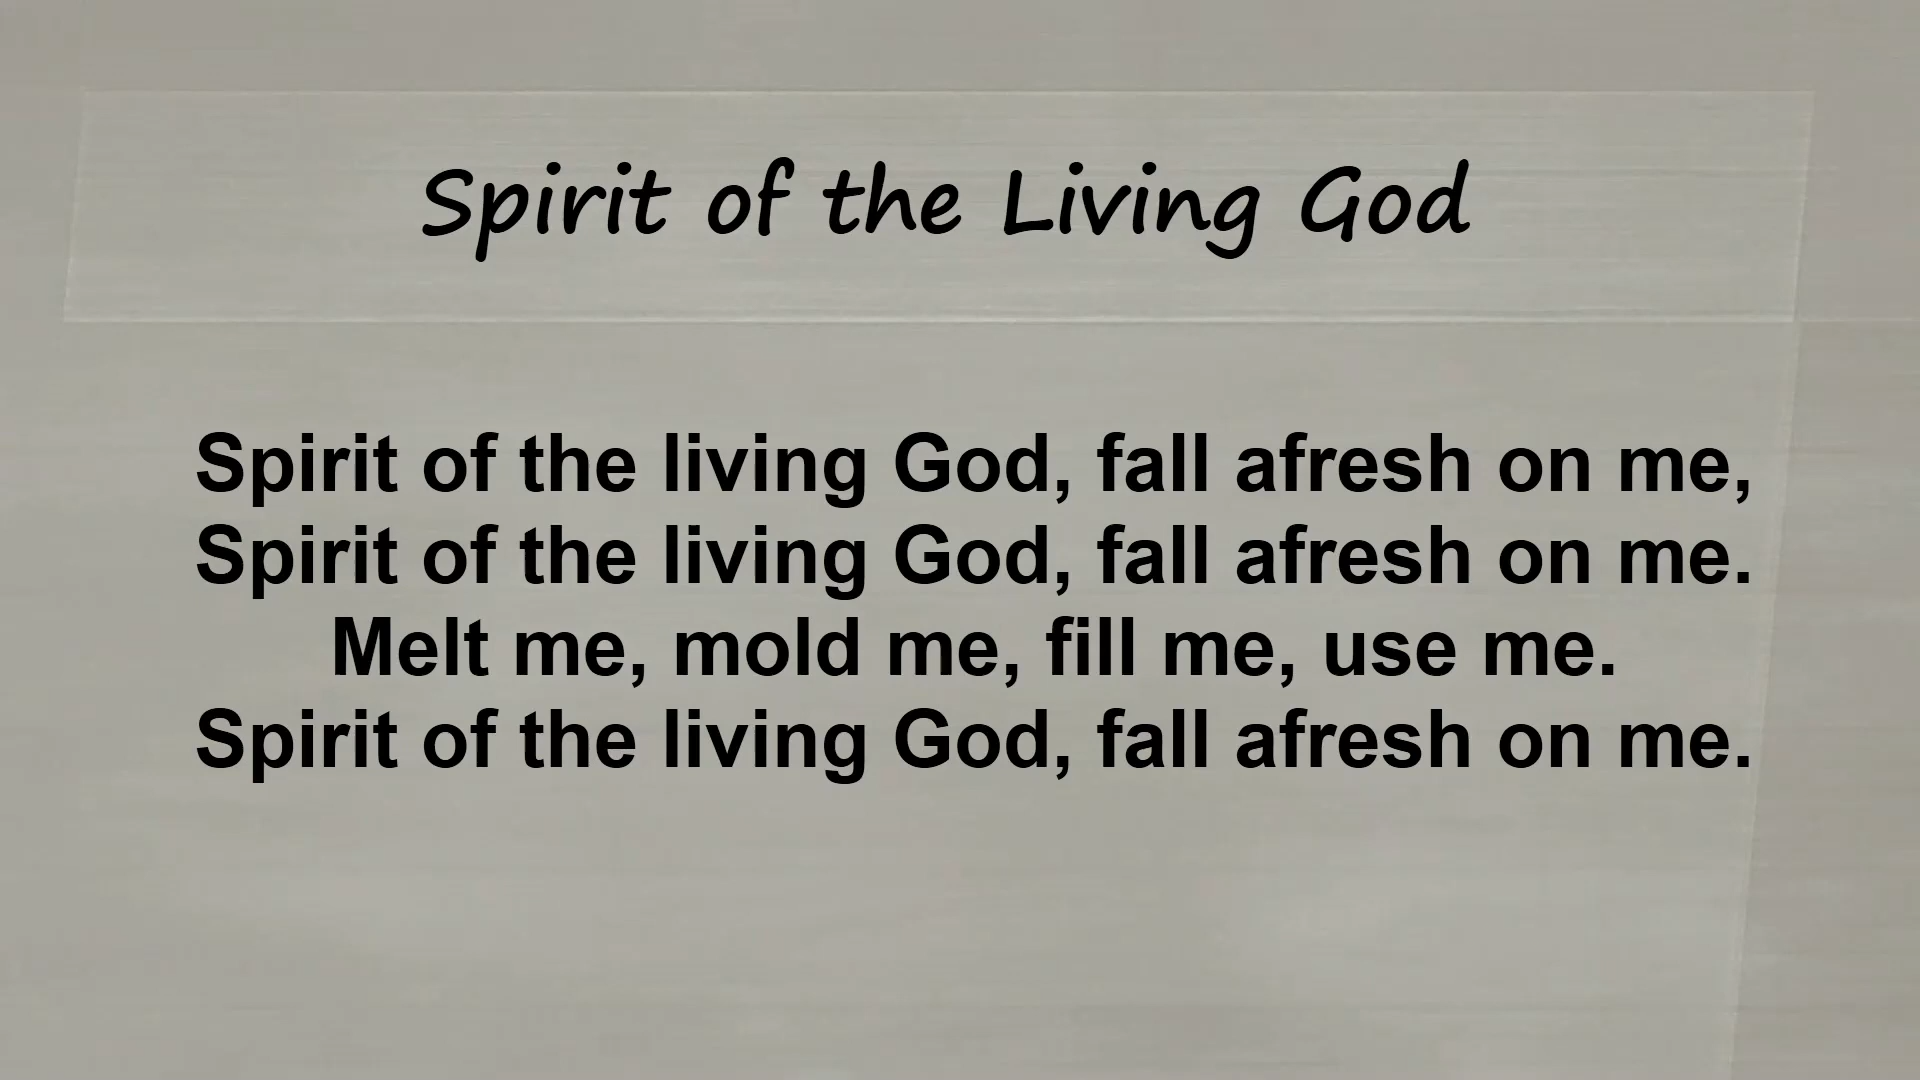 Spirit of the Living God
Spirit of the living God, fall afresh on me,
Spirit of the living God, fall afresh on me.
Melt me, mold me, fill me, use me.
Spirit of the living God, fall afresh on me.